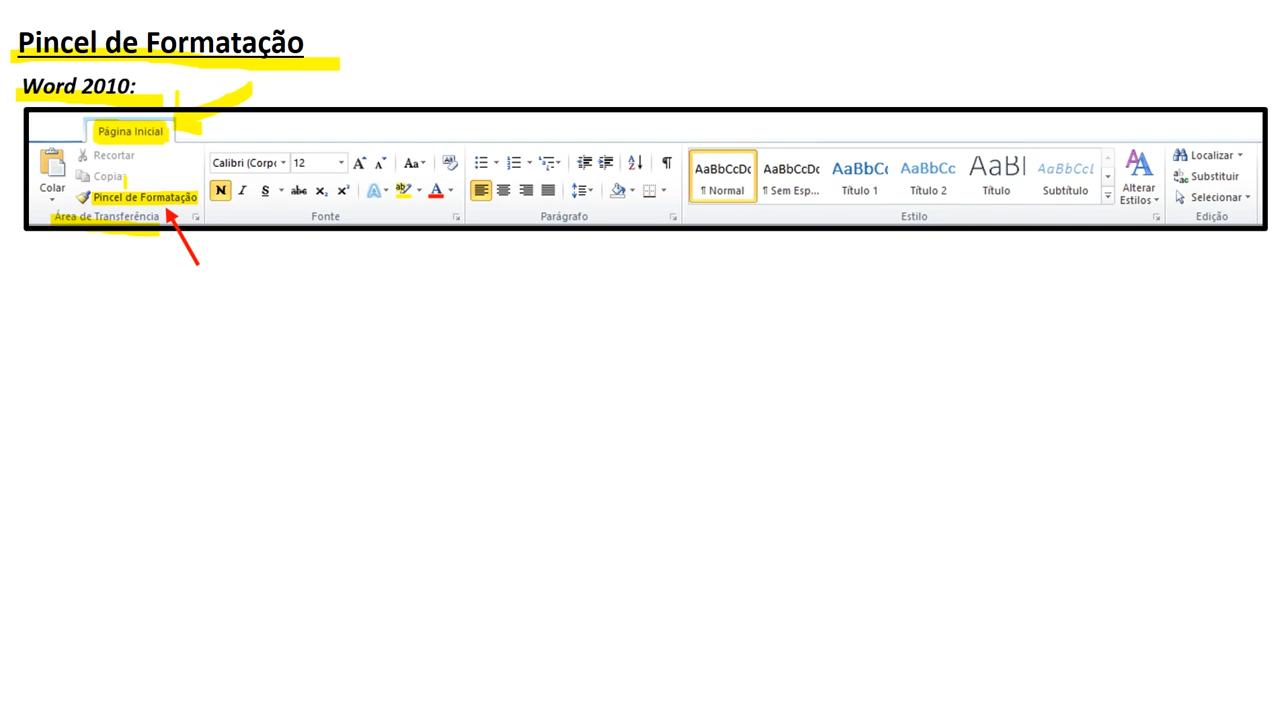 Pincel de Formatação
Word 2010:
Página Inicial
Colar
Recortar
Copiar
Pincel de Formatação
Área de Transferência
Calibri (Corpo 12
Aa
N I S abc x₂ x² A ab A
Fonte
A Z ¶
Parágrafo
AaBbCcDc AaBbCcDc AaBbC AaBbCc AaBl AaBbCcL
¶ Normal ¶ Sem Esp... Título 1 Título 2 Título Subtítulo
Alterar
Estilos
Estilo
Localizar
Substituir
Selecionar
Edição